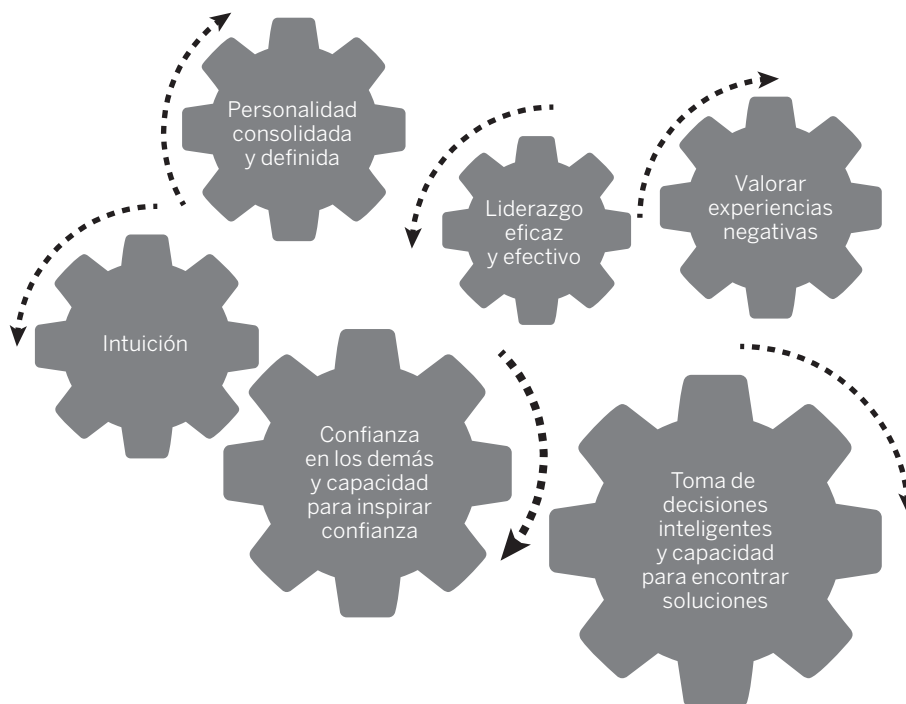 Personalidad
consolidada
y definida
Liderazgo
eficaz
y efectivo
Valorar
experiencias
negativas
Intuición
Confianza
en los demás
y capacidad
para inspirar
confianza
Toma de
decisiones
inteligentes
y capacidad
para encontrar
soluciones